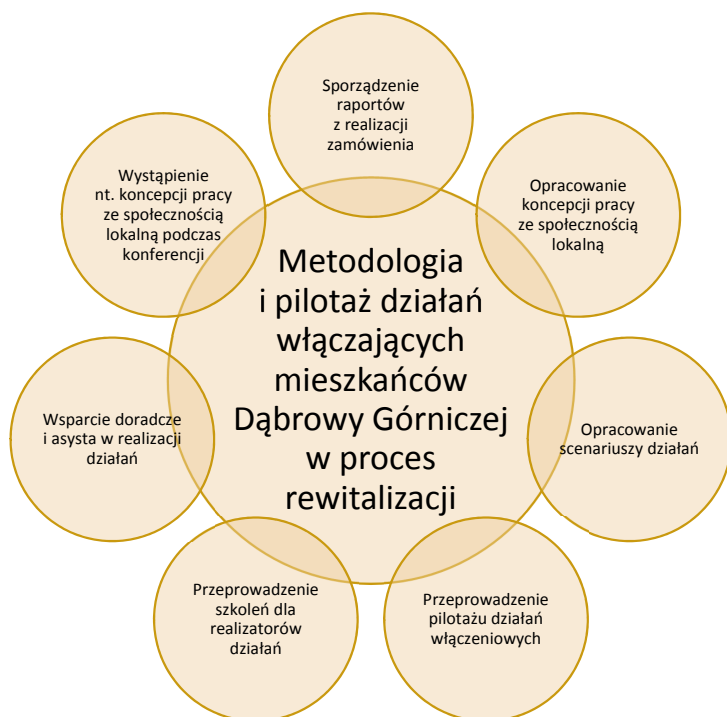 Sporządzenie
raportów
z realizacji
zamówienia
Opracowanie
koncepcji pracy
ze społecznością
lokalną
Opracowanie
scenariuszy działań
Przeprowadzenie
pilotażu działań
włączeniowych
Przeprowadzenie
szkoleń dla
realizatorów
działań
Wsparcie doradcze
i asysta w realizacji
działań
Wystąpienie
nt. koncepcji pracy
ze społecznością
lokalną podczas
konferencji
Metodologia
i pilotaż działań
włączających
mieszkańców
Dąbrowy Górniczej
w proces
rewitalizacji